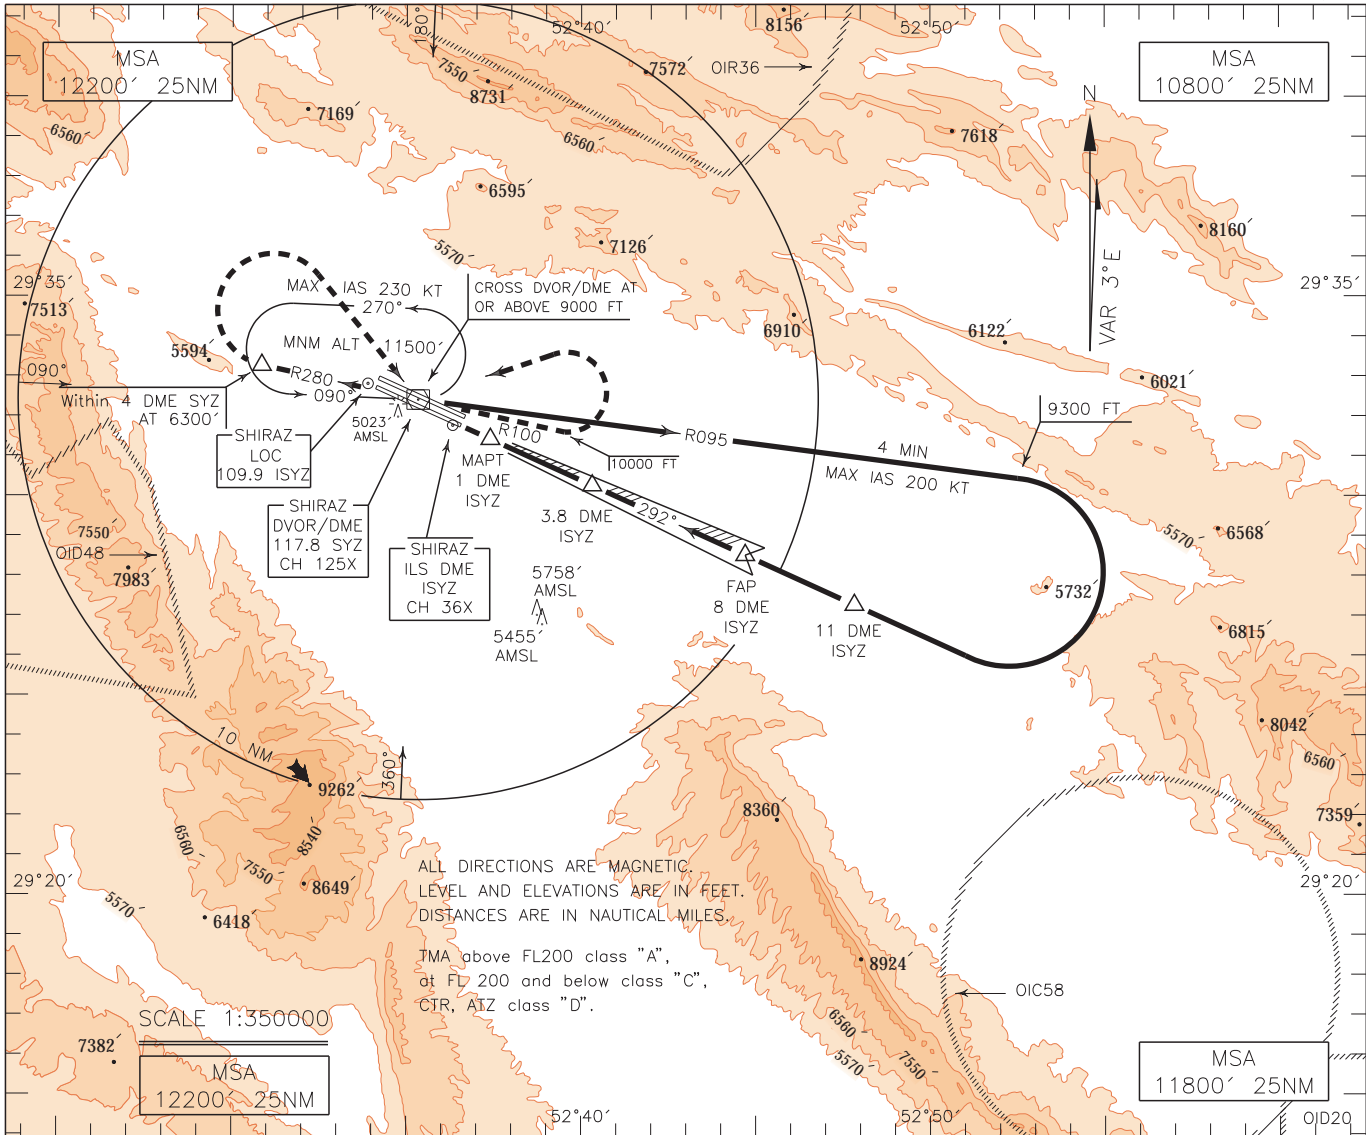 52°40′
180°
8156′
52°50′
MSA
12200′ 25NM
7550′
8731′
7572′
OIR36
MSA
10800′ 25NM
N
7169′
6560′
6560′
7618′
6595′
8160′
7126′
5570′
VAR 3°E
29°35′
29°35′
MAX IAS 230 KT
270°
CROSS DVOR/DME AT
OR ABOVE 9000 FT
7513′
6910′
6122′
5594′
MNM ALT 11500′
090°
R280
090°
6021′
Within 4 DME SYZ
AT 6300′
9300 FT
5023′
AMSL
SHIRAZ
LOC
109.9 ISYZ
R100
R095
4 MIN
MAX IAS 200 KT
10000 FT
MAPT
1 DME
ISYZ
3.8 DME
ISYZ
292°
SHIRAZ
DVOR/DME
117.8 SYZ
CH 125X
7550′
OID48
7983′
5570′
6568′
SHIRAZ
ILS DME
ISYZ
CH 36X
5758′
AMSL
5455′
AMSL
FAP
8 DME
ISYZ
11 DME
ISYZ
5732′
6815′
8042′
6560′
10 NM
360°
9262′
8540′
8360′
7359′
6560′
7550′
8649′
ALL DIRECTIONS ARE MAGNETIC.
LEVEL AND ELEVATIONS ARE IN FEET.
DISTANCES ARE IN NAUTICAL MILES.
29°20′
29°20′
5570′
6418′
TMA above FL200 class "A",
at FL 200 and below class "C",
CTR, ATZ class "D".
8924′
OIC58
SCALE 1:350000
6560′
5570′
7550′
7382′
MSA
12200′ 25NM
MSA
11800′ 25NM
52°40′
52°50′
OID20